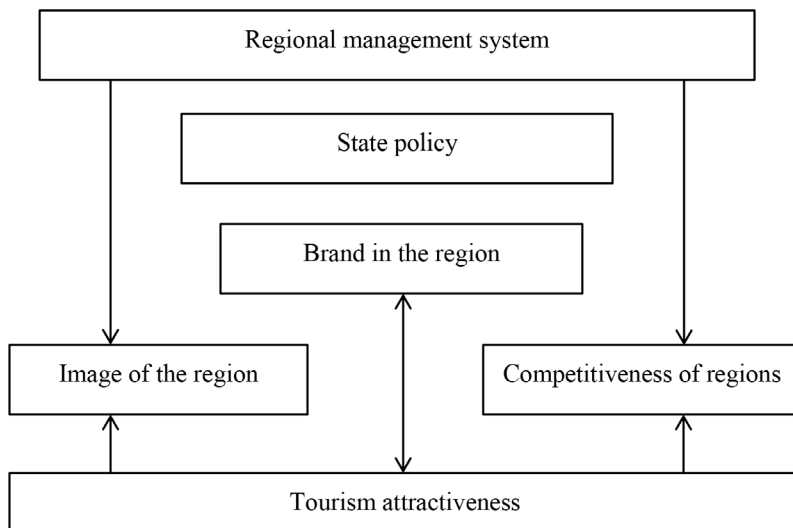 Regional management system
State policy
Brand in the region
Image of the region
Competitiveness of regions
Tourism attractiveness